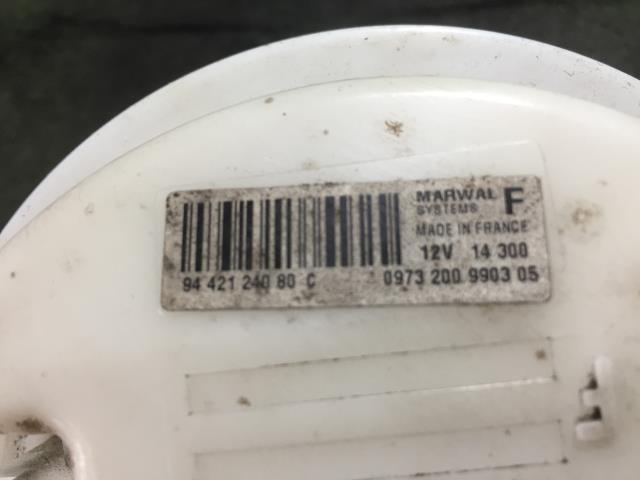 MARWAL F
SYSTEMS
MADE IN FRANCE
12V 14 300
94 421 240 80 C 0973 200 9903 05